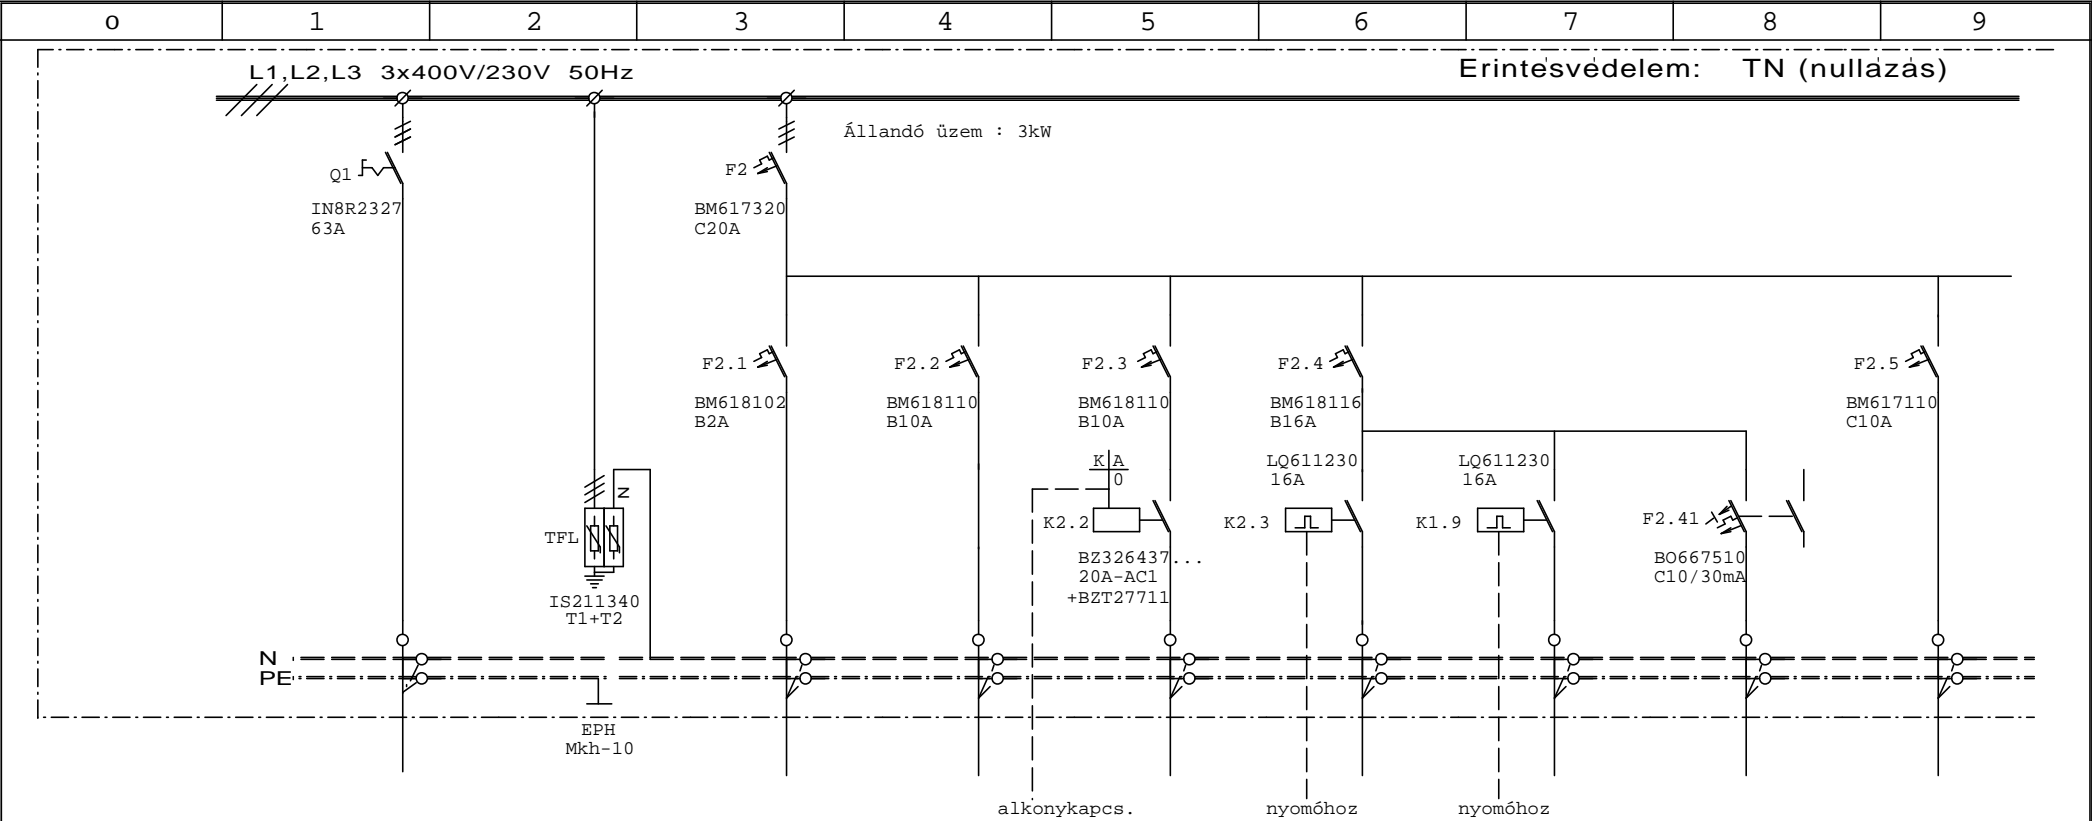 o 1 2 3 4 5 6 7 8 9
L1,L2,L3 3x400V/230V 50Hz
Érintésvédelem: TN (nullázás)
Állandó üzem : 3kW
Q1
IN8R2327
63A
F2
BM617320
C20A
F2.1
BM618102
B2A
F2.2
BM618110
B10A
F2.3
BM618110
B10A
F2.4
BM618116
B16A
F2.5
BM617110
C10A
K A
0
K2.2
BZ326437...
20A-AC1
+BZT27711
LQ611230
16A
K2.3
LQ611230
16A
K1.9
F2.41
BO667510
C10/30mA
N
TFL
IS211340
T1+T2
N
PE
EPH
Mkh-10
alkonykapcs.
nyomóhoz
nyomóhoz